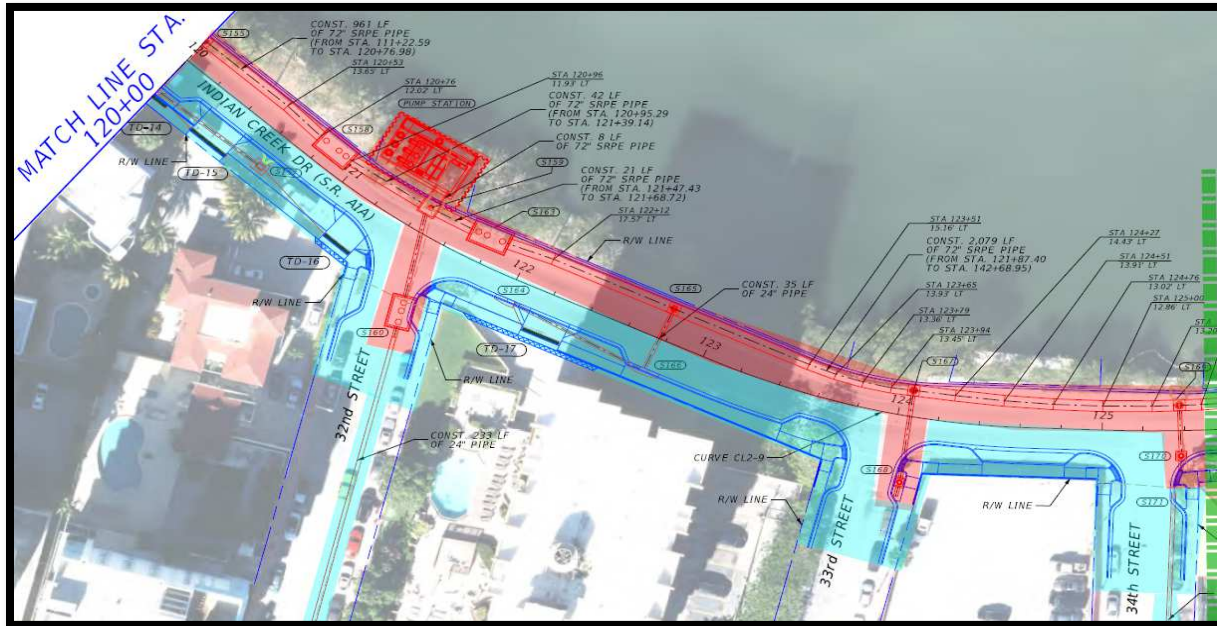 MATCH LINE STA.
120+00
S155
120
CONST. 961 LF
OF 72" SRPE PIPE
(FROM STA. 111+22.59
TO STA. 120+76.98)
STA 120+53
13.65' LT
STA 120+76
12.02' LT
PUMP STATION
S158
STA 120+96
11.93' LT
CONST. 42 LF
OF 72" SRPE PIPE
(FROM STA. 120+95.29
TO STA. 121+39.14)
CONST. 8 LF
OF 72" SRPE PIPE
S159
CONST. 21 LF
OF 72" SRPE PIPE
(FROM STA. 121+47.43
TO STA. 121+68.72)
S163
STA 122+12
12.57' LT
R/W LINE
INDIAN CREEK DR (S.R. A1A)
TD-14
R/W LINE
TD-15
121
TD-16
R/W LINE
122
S164
S160
TD-17
R/W LINE
32nd STREET
CONST. 233 LF
OF 24" PIPE
S165
CONST. 35 LF
OF 24" PIPE
S166
123
STA 123+51
15.16' LT
CONST. 2,079 LF
OF 72" SRPE PIPE
(FROM STA. 121+87.40
TO STA. 142+68.95)
STA 123+65
13.93' LT
STA 123+79
13.36' LT
STA 123+94
13.45' LT
S167
STA 124+27
14.43' LT
STA 124+51
13.91' LT
STA 124+76
13.02' LT
STA 125+00
12.86' LT
STA
124
125
CURVE CL2-9
S168
R/W LINE
33rd STREET
R/W LINE
S170
S171
34th STREET